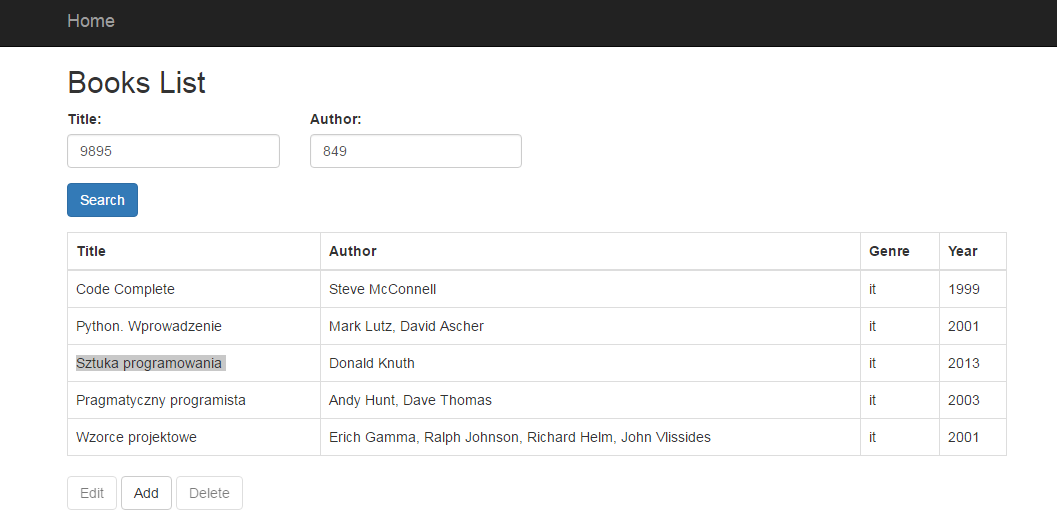 Home
Books List
Title: Author:
9895 849
Search
Title Author Genre Year
Code Complete Steve McConnell it 1999
Python. Wprowadzenie Mark Lutz, David Ascher it 2001
Sztuka programowania Donald Knuth it 2013
Pragmatyczny programista Andy Hunt, Dave Thomas it 2003
Wzorce projektowe Erich Gamma, Ralph Johnson, Richard Helm, John Vlissides it 2001
Edit Add Delete